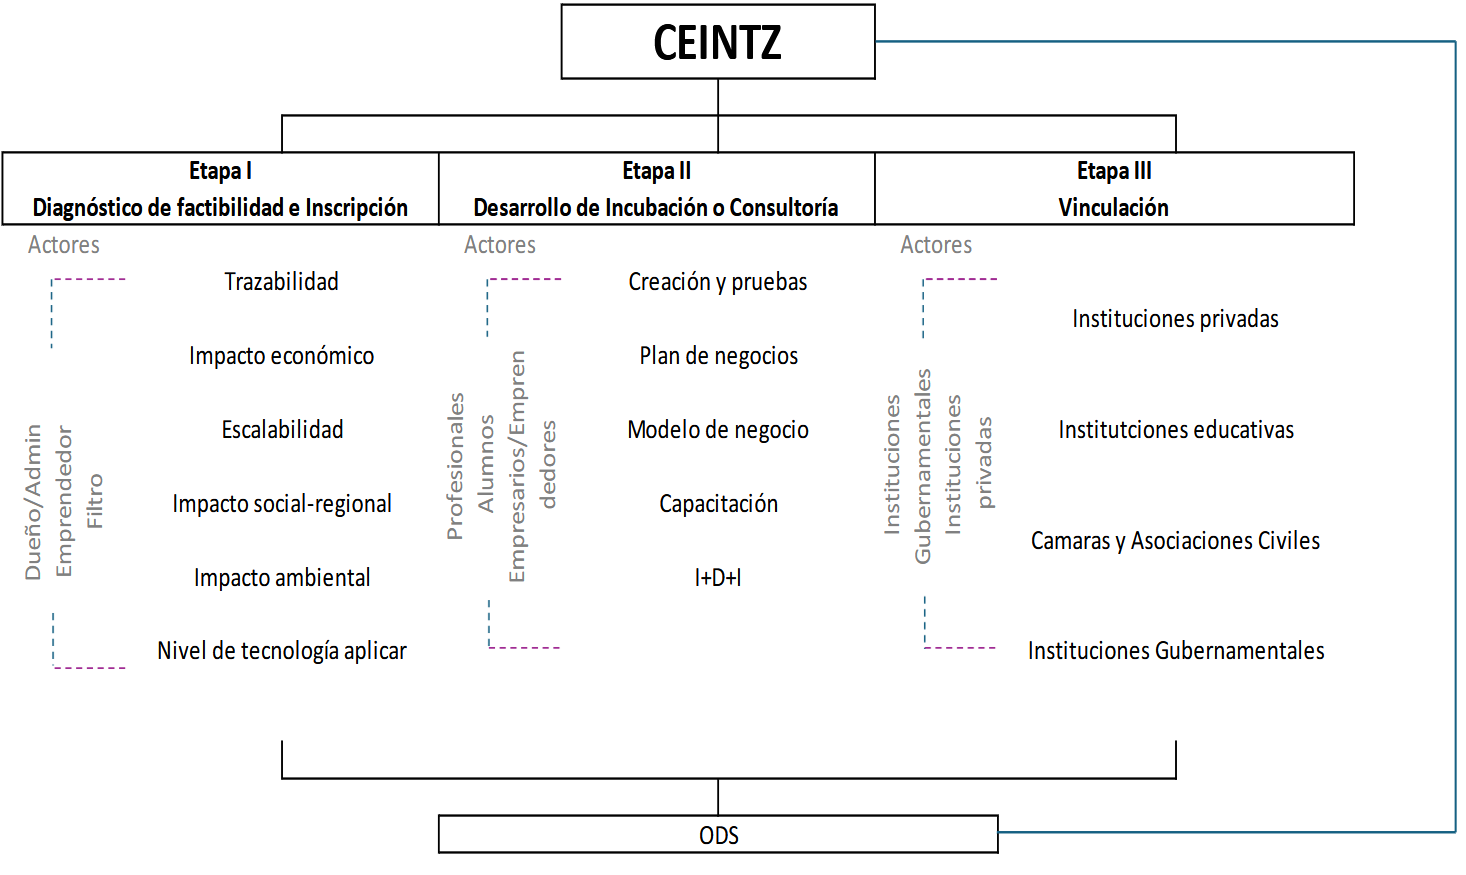 CEINTZ
Etapa I
Diagnóstico de factibilidad e Inscripción
Etapa II
Desarrollo de Incubación o Consultoría
Etapa III
Vinculación
Actores
Dueño/Admin
Emprendedor
Filtro
Trazabilidad
Impacto económico
Escalabilidad
Impacto social-regional
Impacto ambiental
Nivel de tecnología aplicar
Actores
Profesionales
Alumnos
Empresarios/Empren
dedores
Creación y pruebas
Plan de negocios
Modelo de negocio
Capacitación
I+D+I
Actores
Instituciones
Gubernamentales
Instituciones
privadas
Instituciones privadas
Institutciones educativas
Camaras y Asociaciones Civiles
Instituciones Gubernamentales
ODS